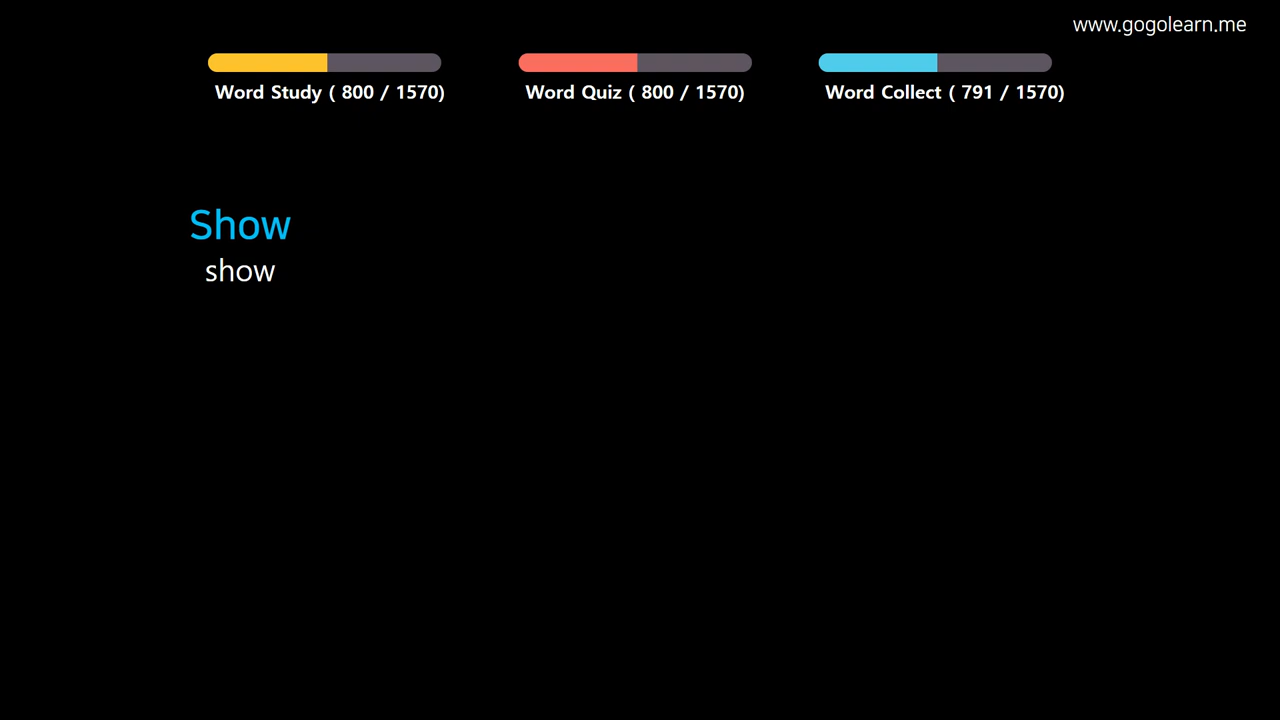 www.gogolearn.me
Word Study ( 800 / 1570)
Word Quiz ( 800 / 1570)
Word Collect ( 791 / 1570)
Show
show